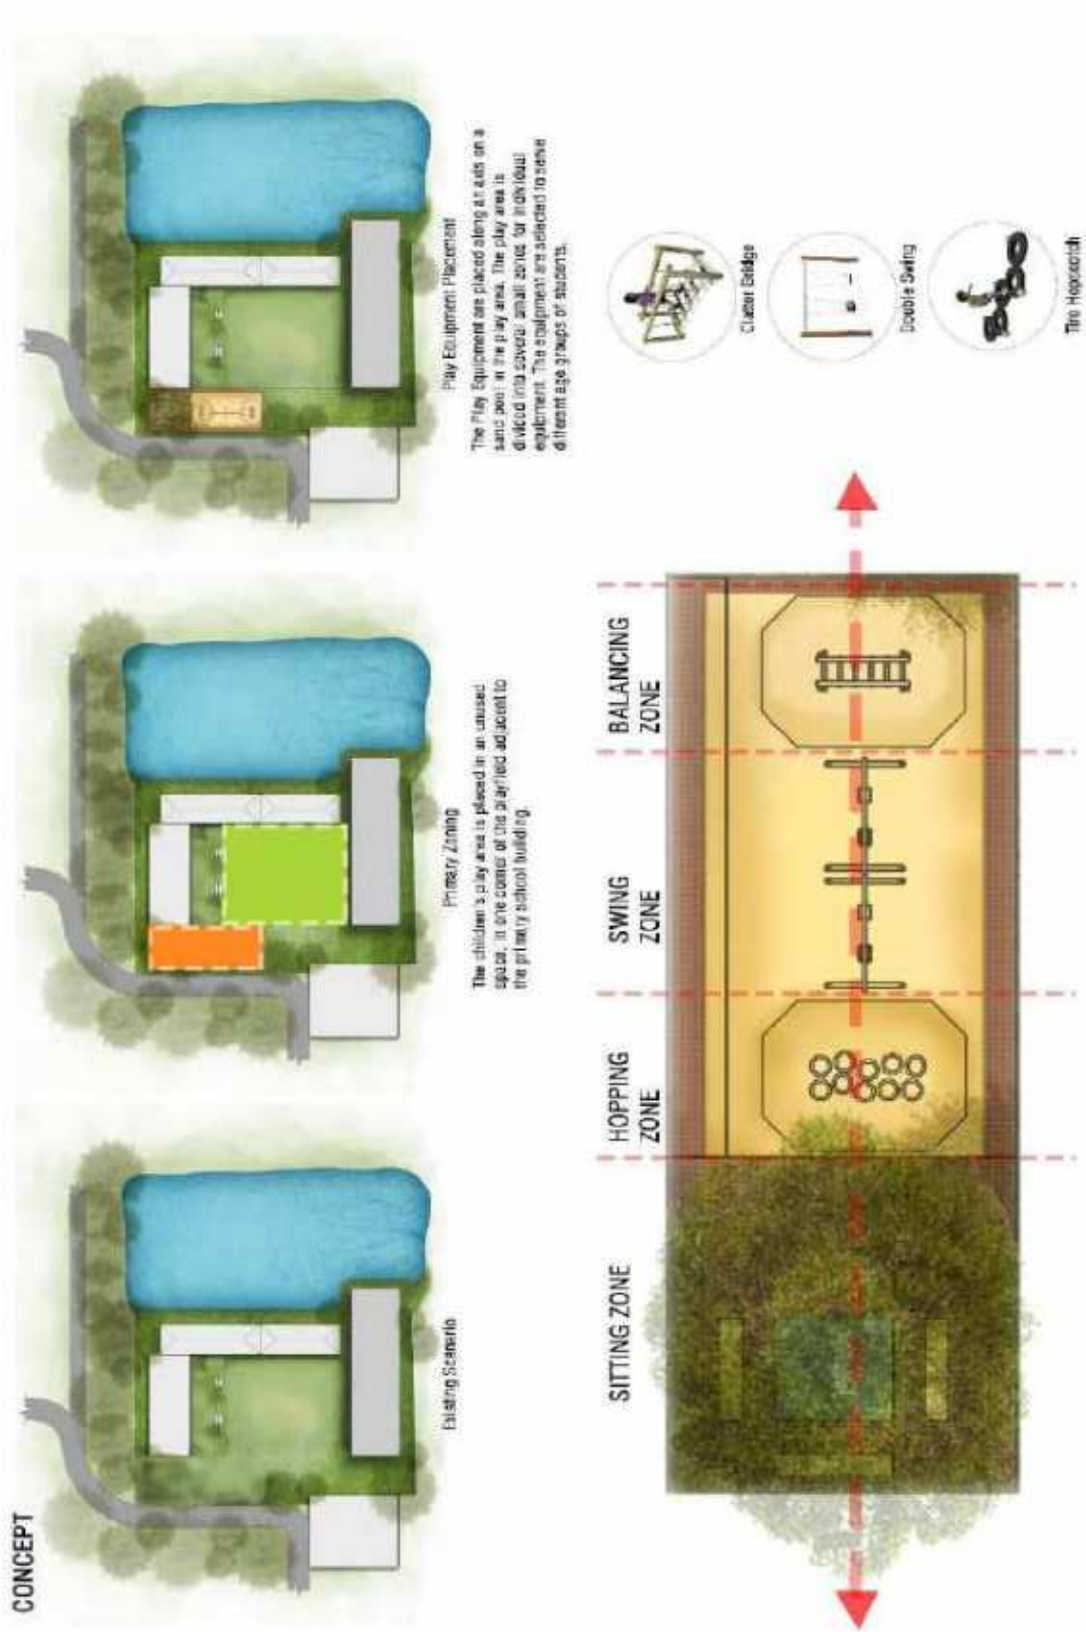 CONCEPT
Existing Scenario
Primary Zoning
The children's play area is placed in an unused
space, in one corner of the playfield adjacent to
the primary school building.
Play Equipment Placement
The Play Equipment are placed along an axis on a
sand pool in the play area. The play area is
divided into several small zones for individual
equipment. The equipment are selected to serve
different age groups of students.
SITTING ZONE
HOPPING
ZONE
SWING
ZONE
BALANCING
ZONE
Clatter Bridge
Double Swing
Tire Hopscotch